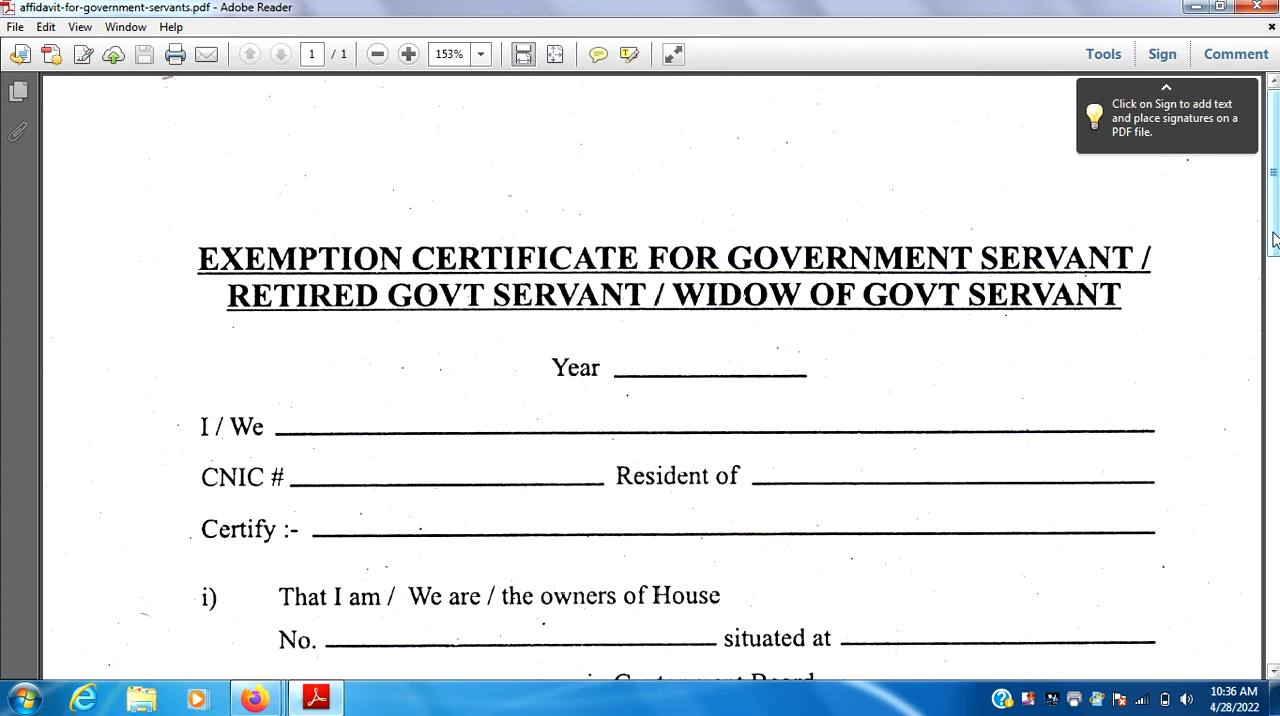 affidavit-for-government-servants.pdf - Adobe Reader
File Edit View Window Help
1 / 1 153% Tools Sign Comment
Click on Sign to add text
and place signatures on a
PDF file.
EXEMPTION CERTIFICATE FOR GOVERNMENT SERVANT /
RETIRED GOVT SERVANT / WIDOW OF GOVT SERVANT
Year
I / We
CNIC # Resident of
Certify :-
i) That I am / We are / the owners of House
No. situated at
Cantonment Board
10:36 AM
4/28/2022